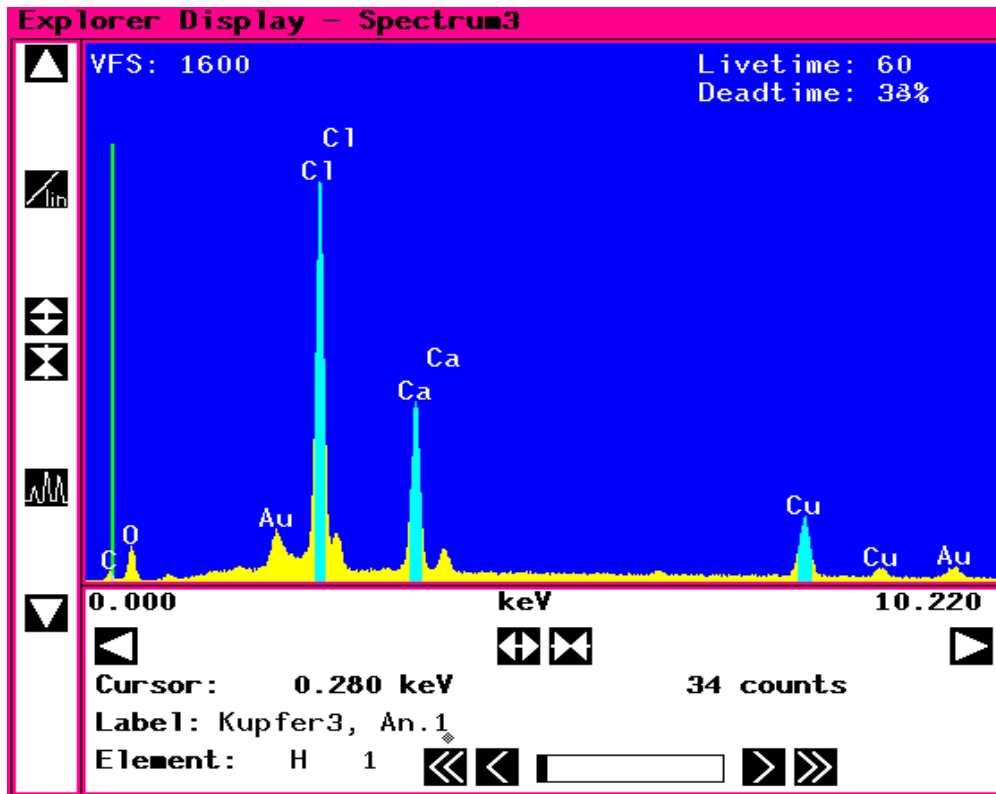 Explorer Display - Spectrum3
VFS: 1600
Livetime: 60
Deadtime:
Cl
Cl
Ca
Ca
Au
O
C
Cu
Cu
Au
lin
0.000 keV 10.220
Cursor: 0.280 keV 34 counts
Label: Kupfer3, An.1
Element: H 1